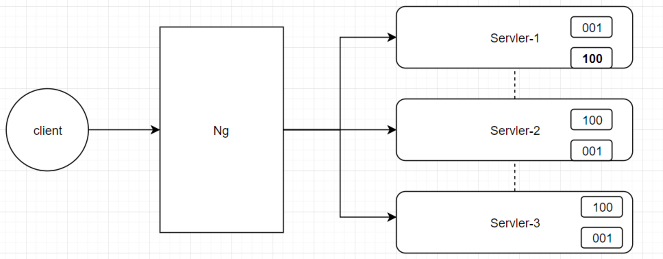 client
Ng
Servler-1
001
100
Servler-2
100
001
Servler-3
100
001